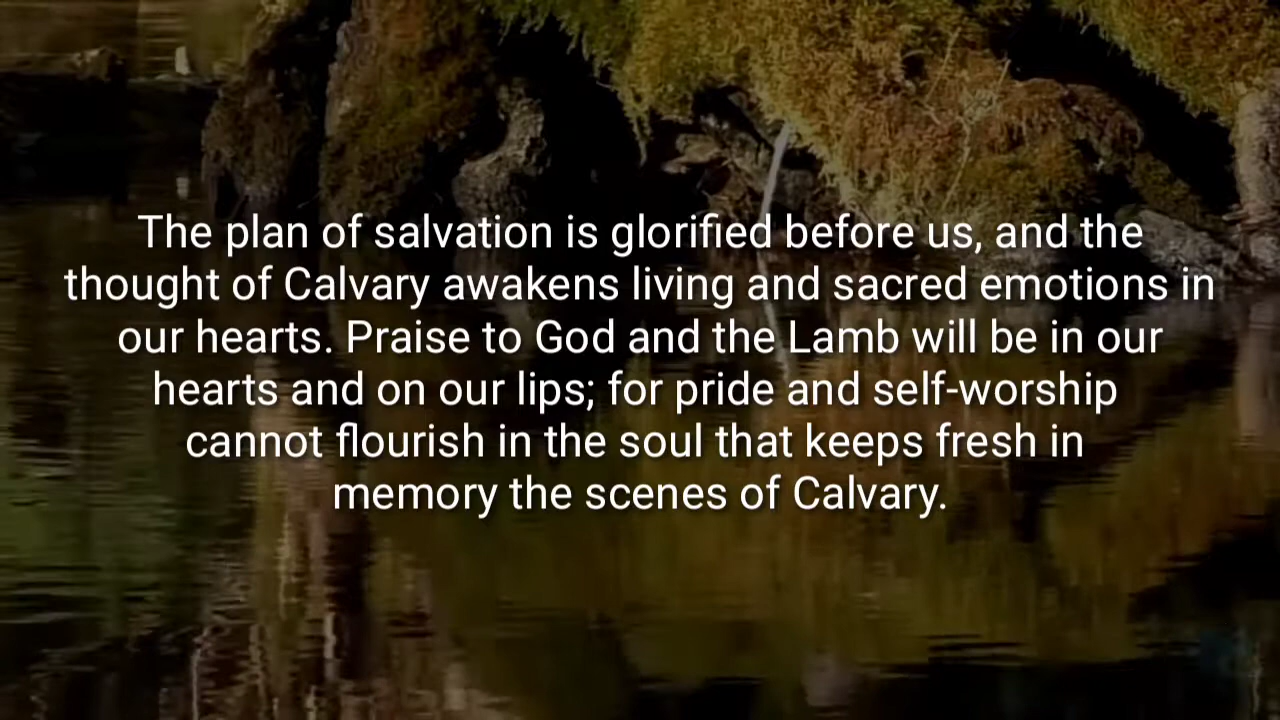 The plan of salvation is glorified before us, and the
thought of Calvary awakens living and sacred emotions in
our hearts. Praise to God and the Lamb will be in our
hearts and on our lips; for pride and self-worship
cannot flourish in the soul that keeps fresh in
memory the scenes of Calvary.